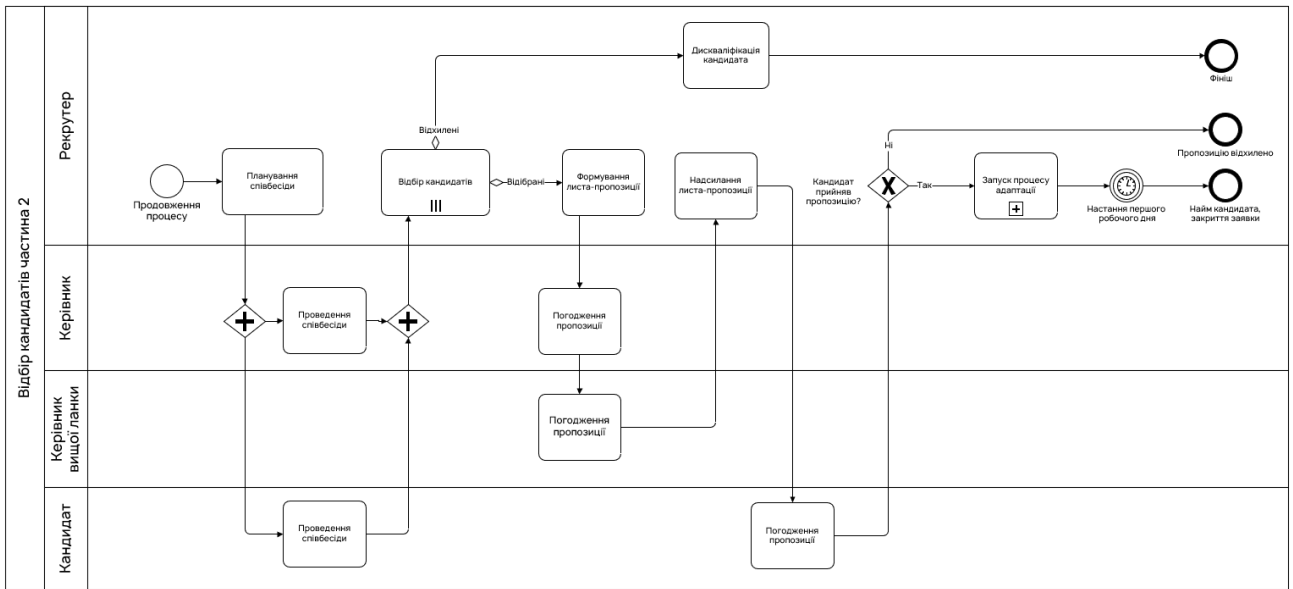 Відбір кандидатів частина 2
Рекрутер
Дискваліфікація
кандидата
Фініш
Відхилені
Продовження
процесу
Планування
співбесіди
Відбір кандидатів
Відібрані
Формування
листа-пропозиції
Надсилання
листа-пропозиції
Кандидат
прийняв
пропозицію?
Ні
Так
Пропозицію відхилено
Запуск процесу
адаптації
Настання першого
робочого дня
Найм кандидата,
закриття заявки
Керівник
Проведення
співбесіди
Погодження
пропозиції
Керівник
вищої ланки
Погодження
пропозиції
Кандидат
Проведення
співбесіди
Погодження
пропозиції